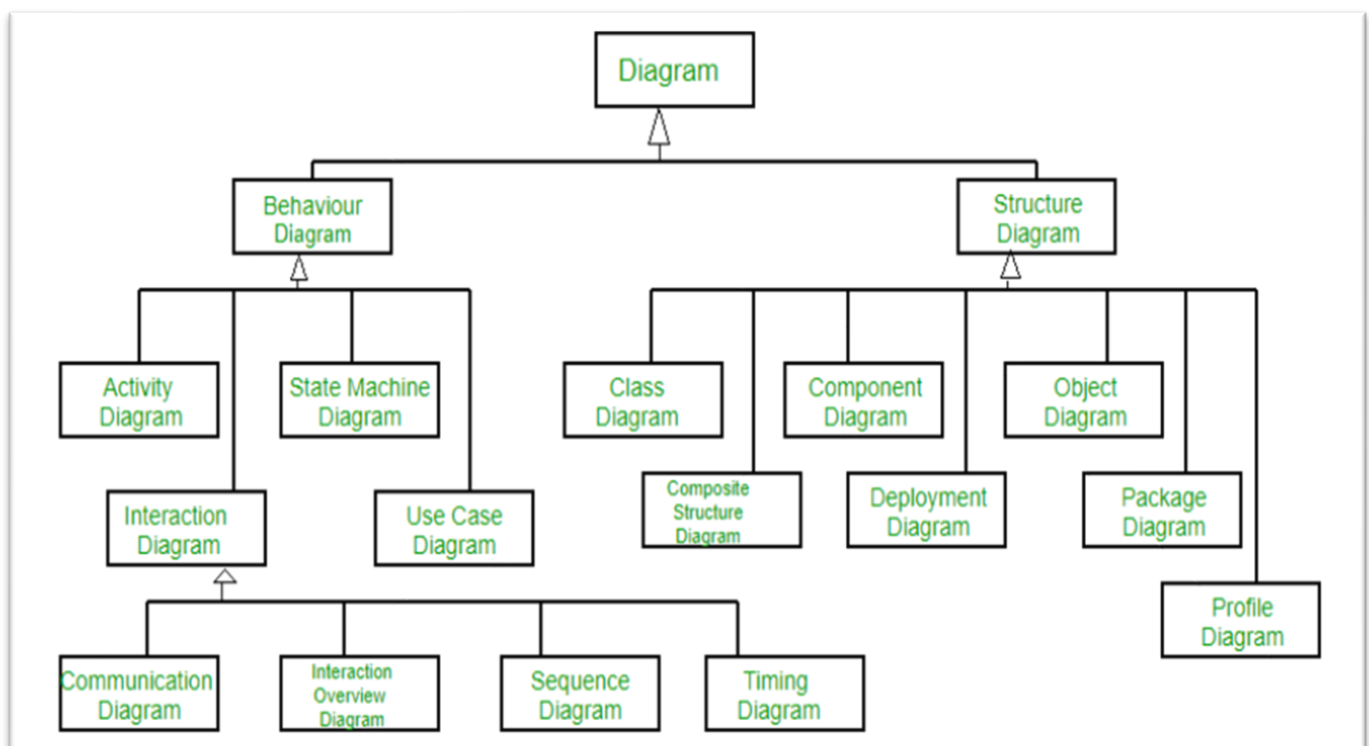 Diagram
Behaviour
Diagram
Structure
Diagram
Activity
Diagram
State Machine
Diagram
Class
Diagram
Component
Diagram
Object
Diagram
Interaction
Diagram
Use Case
Diagram
Composite
Structure
Diagram
Deployment
Diagram
Package
Diagram
Profile
Diagram
Communication
Diagram
Interaction
Overview
Diagram
Sequence
Diagram
Timing
Diagram